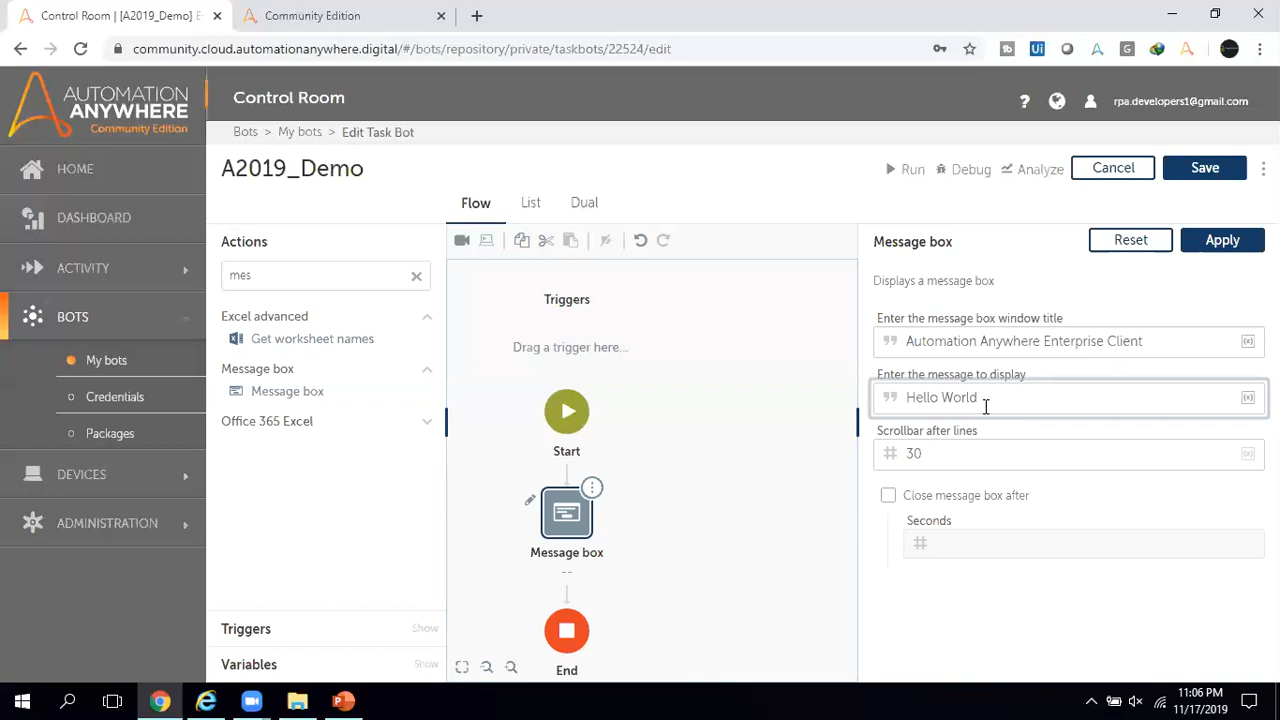 Control Room | [A2019_Demo] E
Community Edition
community.cloud.automationanywhere.digital/#/bots/repository/private/taskbots/22524/edit
AUTOMATION
ANYWHERE
Community Edition
Control Room
rpa.developers1@gmail.com
Bots > My bots > Edit Task Bot
A2019_Demo
Run
Debug
Analyze
Cancel
Save
HOME
DASHBOARD
ACTIVITY
BOTS
My bots
Credentials
Packages
DEVICES
ADMINISTRATION
Flow
List
Dual
Actions
mes
Excel advanced
Get worksheet names
Message box
Message box
Office 365 Excel
Triggers
Show
Variables
Show
Triggers
Drag a trigger here...
Start
Message box
--
End
Message box
Reset
Apply
Displays a message box
Enter the message box window title
Automation Anywhere Enterprise Client
Enter the message to display
Hello World
Scrollbar after lines
30
Close message box after
Seconds
11:06 PM
11/17/2019